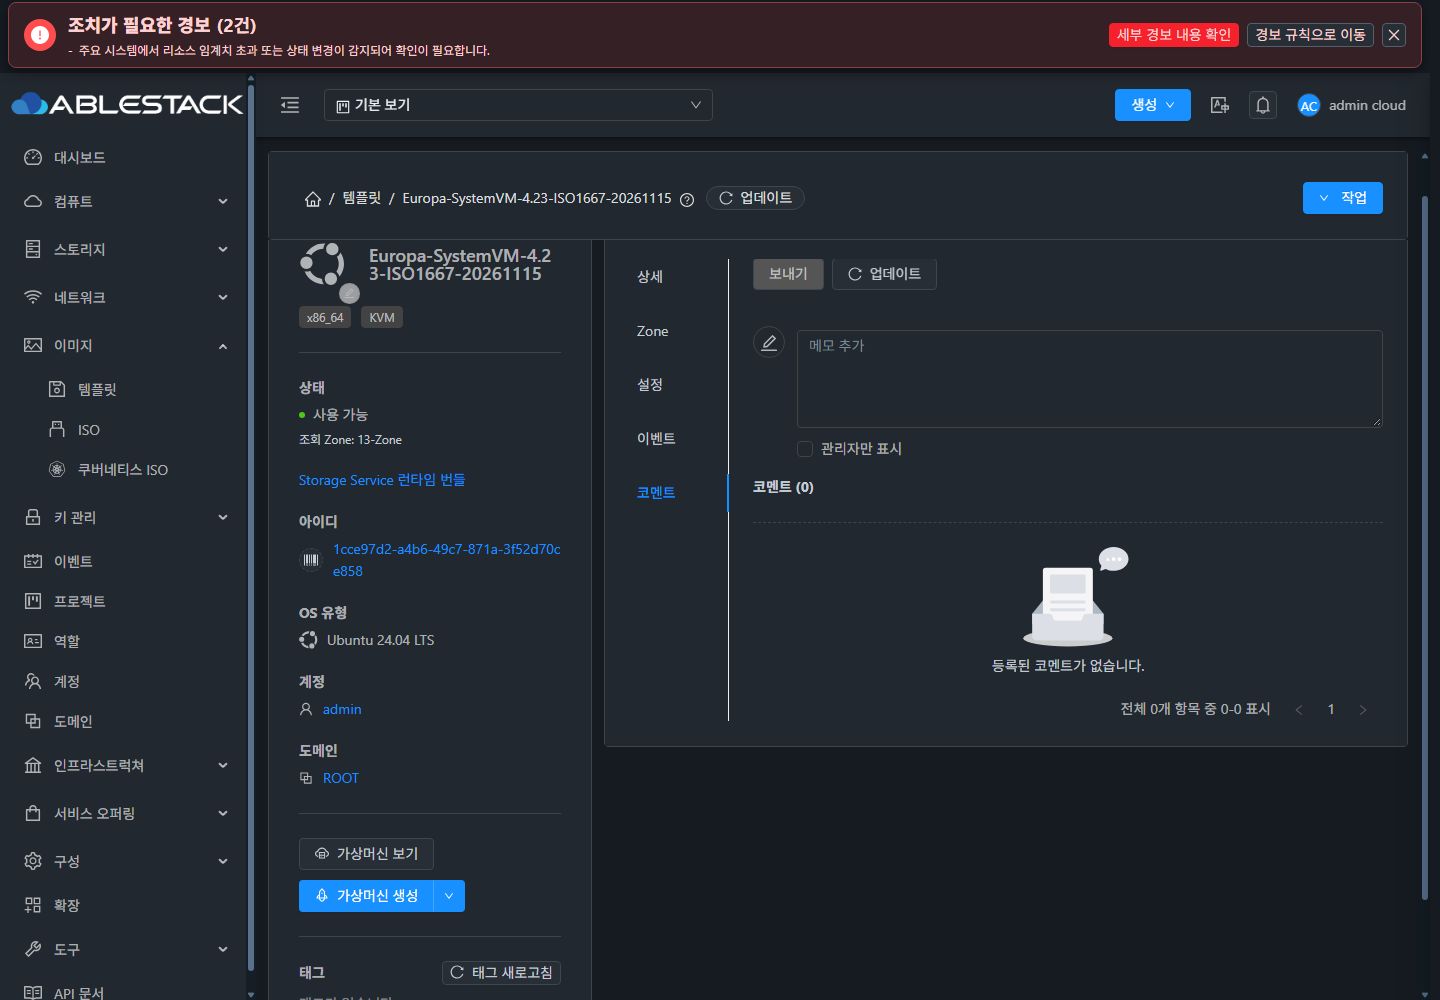 조치가 필요한 경보 (2건)
- 주요 시스템에서 리소스 임계치 초과 또는 상태 변경이 감지되어 확인이 필요합니다.
세부 경보 내용 확인
경보 규칙으로 이동
ABLESTACK
기본 보기
생성
AC
admin cloud
대시보드
컴퓨트
스토리지
네트워크
이미지
템플릿
ISO
쿠버네티스 ISO
키 관리
이벤트
프로젝트
역할
계정
도메인
인프라스트럭쳐
서비스 오퍼링
구성
확장
도구
API 문서
/ 템플릿 / Europa-SystemVM-4.23-ISO1667-20261115
업데이트
작업
Europa-SystemVM-4.2
3-ISO1667-20261115
x86_64
KVM
상태
사용 가능
조회 Zone: 13-Zone
Storage Service 런타임 번들
아이디
1cce97d2-a4b6-49c7-871a-3f52d70c
e858
OS 유형
Ubuntu 24.04 LTS
계정
admin
도메인
ROOT
가상머신 보기
가상머신 생성
태그
태그 새로고침
상세
Zone
설정
이벤트
코멘트
보내기
업데이트
메모 추가
관리자만 표시
코멘트 (0)
등록된 코멘트가 없습니다.
전체 0개 항목 중 0-0 표시
1